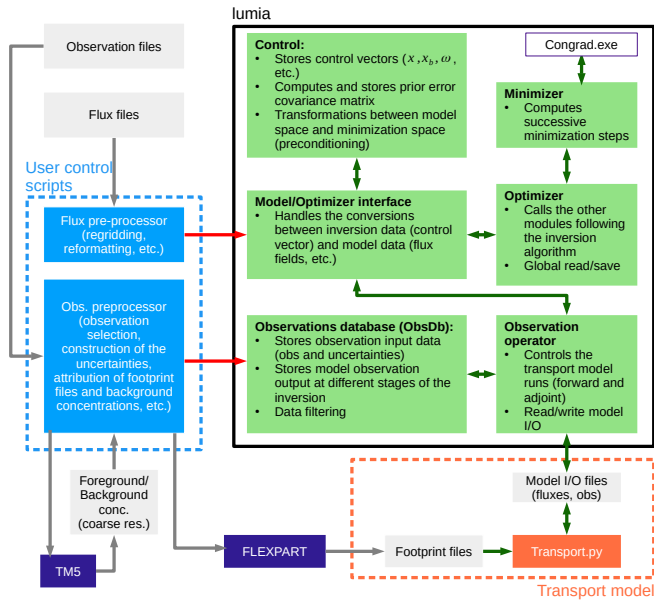 lumia
Observation files
Flux files
User control
scripts
Flux pre-processor
(regridding,
reformatting, etc.)
Obs. preprocessor
(observation
selection,
construction of the
uncertainties,
attribution of footprint
files and background
concentrations, etc.)
Foreground/
Background
conc.
(coarse res.)
TM5
Control:
• Stores control vectors (x, x_b, ω,
etc.)
• Computes and stores prior error
covariance matrix
• Transformations between model
space and minimization space
(preconditioning)
Congrad.exe
Minimizer
• Computes
successive
minimization steps
Model/Optimizer interface
• Handles the conversions
between inversion data (control
vector) and model data (flux
fields, etc.)
Optimizer
• Calls the other
modules following
the inversion
algorithm
• Global read/save
Observations database (ObsDb):
• Stores observation input data
(obs and uncertainties)
• Stores model observation
output at different stages of the
inversion
• Data filtering
Observation
operator
• Controls the
transport model
runs (forward and
adjoint)
• Read/write model
I/O
Model I/O files
(fluxes, obs)
FLEXPART
Footprint files
Transport.py
Transport model